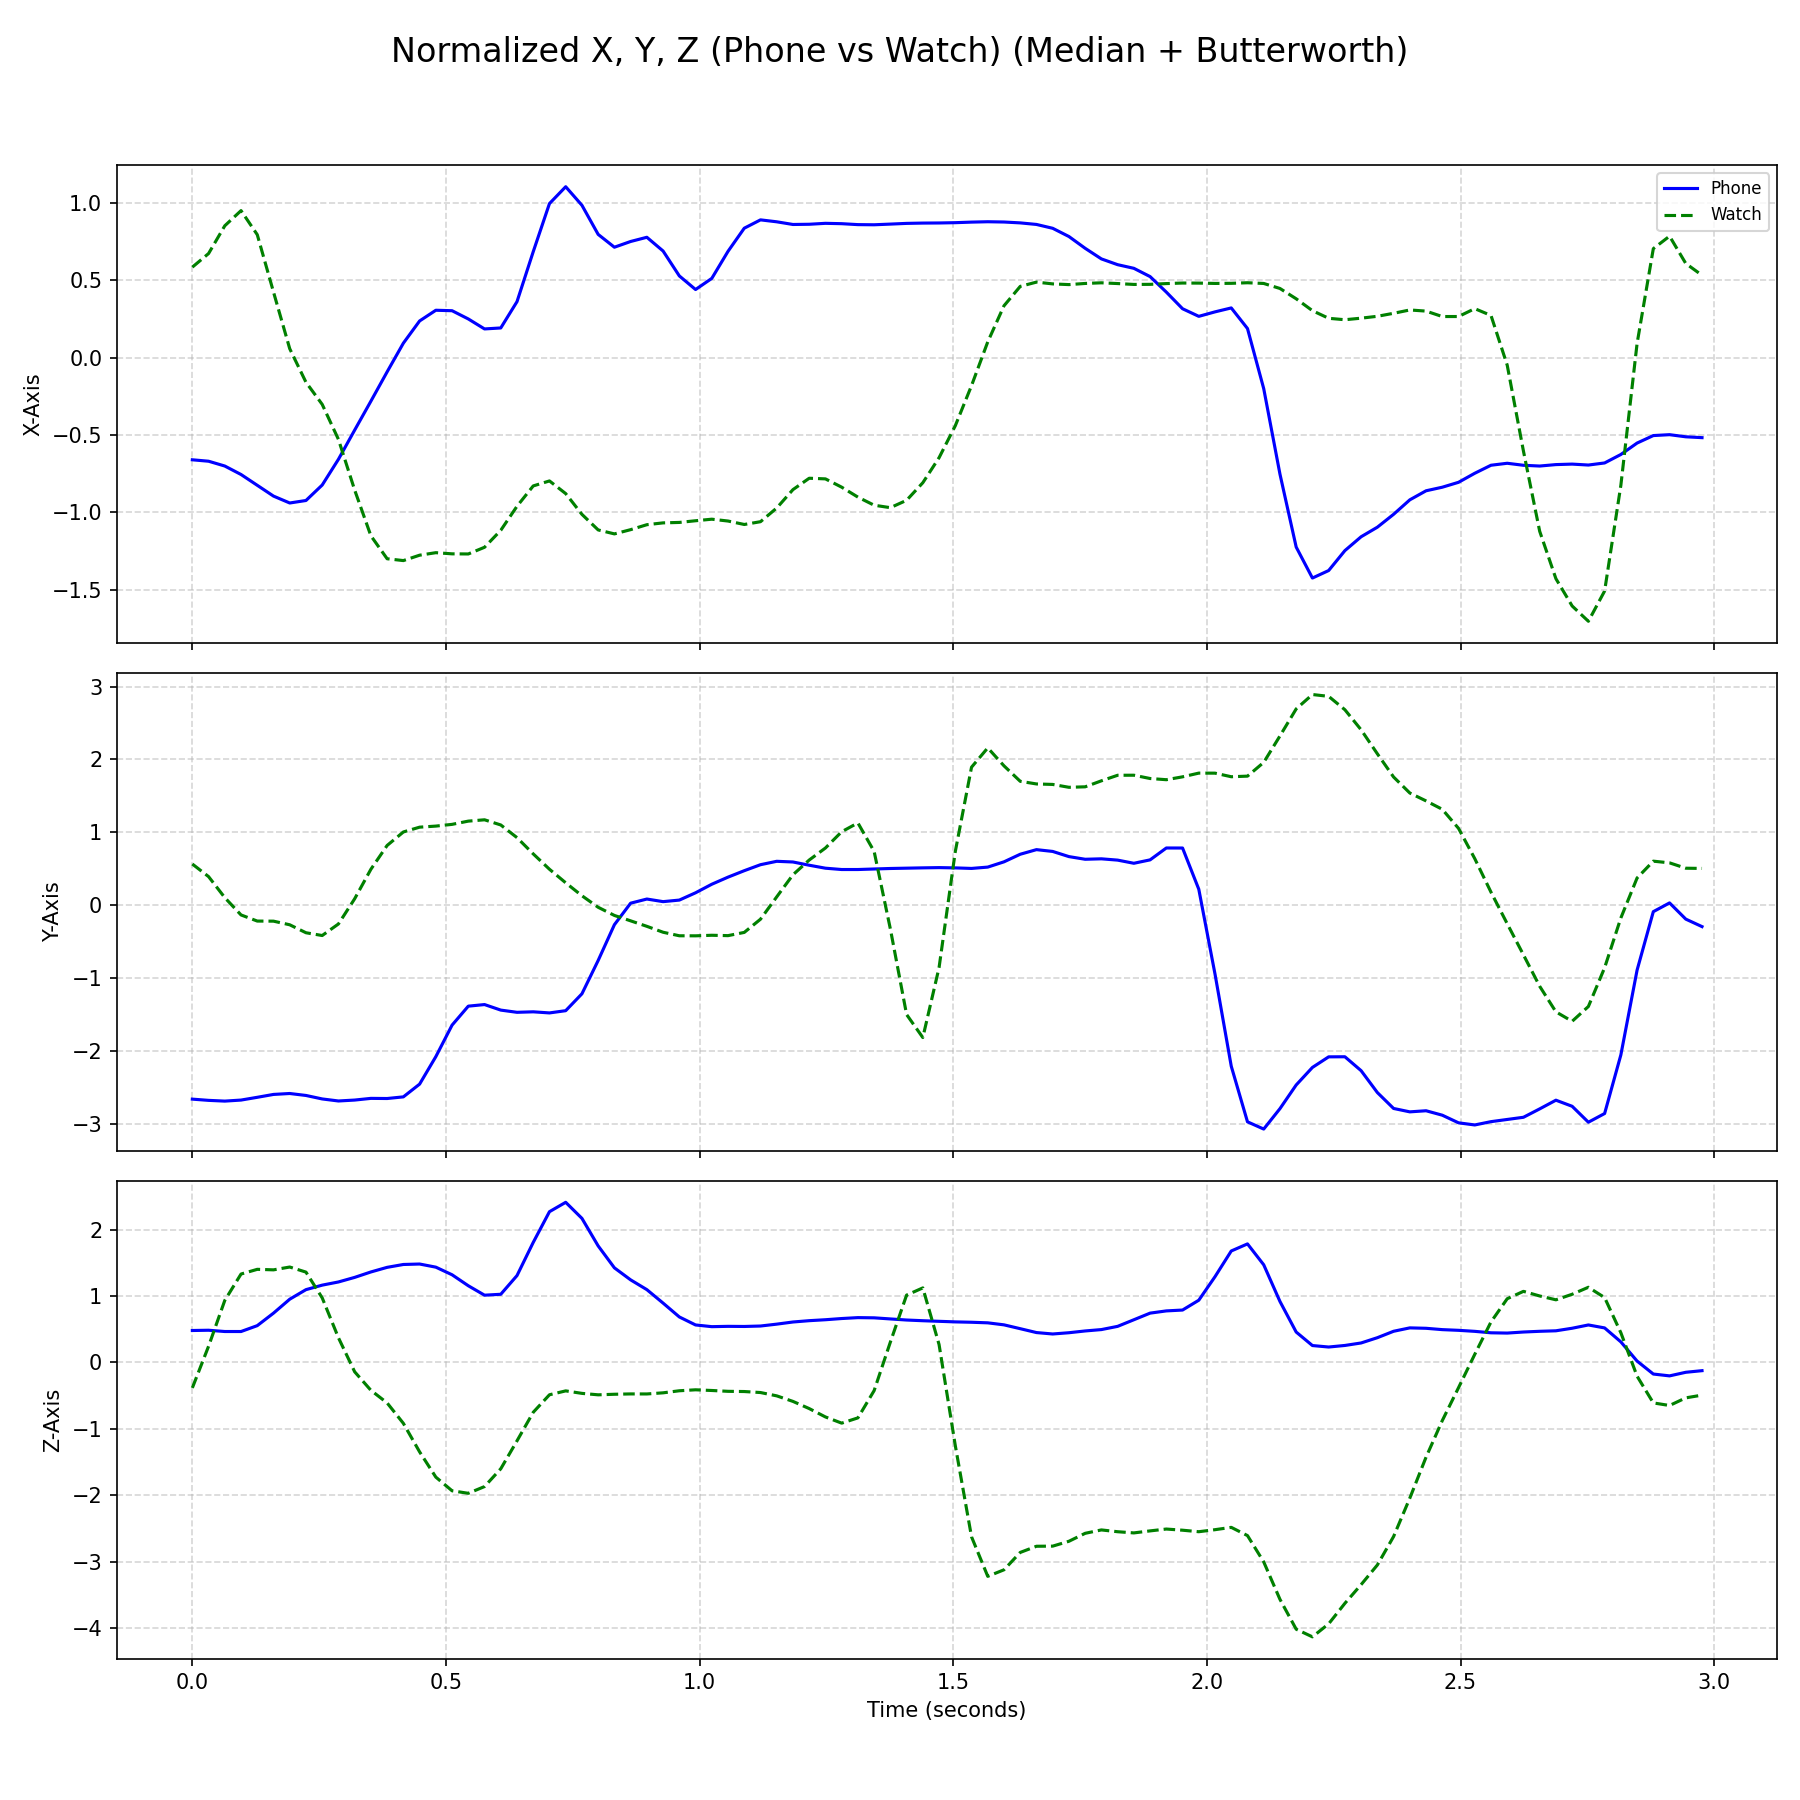 Normalized X, Y, Z (Phone vs Watch) (Median + Butterworth)
Phone
Watch
X-Axis
1.0
0.5
0.0
−0.5
−1.0
−1.5
Y-Axis
3
2
1
0
−1
−2
−3
Z-Axis
2
1
0
−1
−2
−3
−4
0.0 0.5 1.0 1.5 2.0 2.5 3.0
Time (seconds)